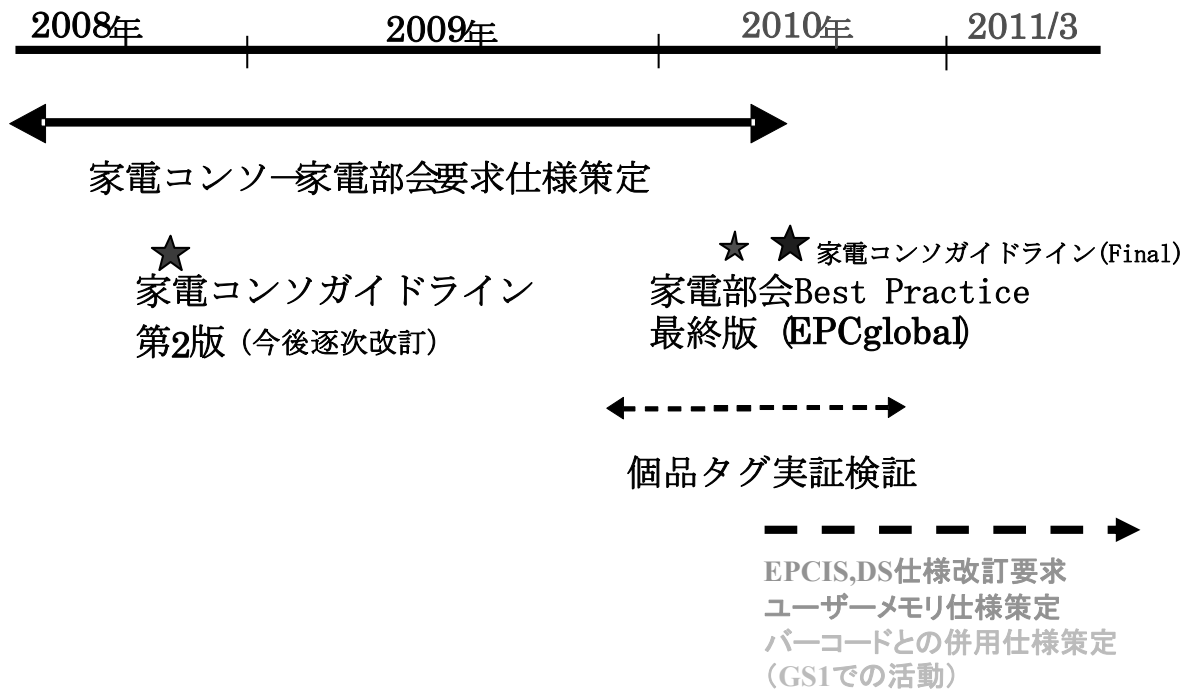 2008年 2009年 2010年 2011/3
家電コンソー家電部会要求仕様策定
家電コンソガイドライン
第2版（今後逐次改訂）
家電コンソガイドライン(Final)
家電部会Best Practice
最終版（EPCglobal）
個品タグ実証検証
EPCIS,DS仕様改訂要求
ユーザーメモリ仕様策定
バーコードとの併用仕様策定
（GS1での活動）